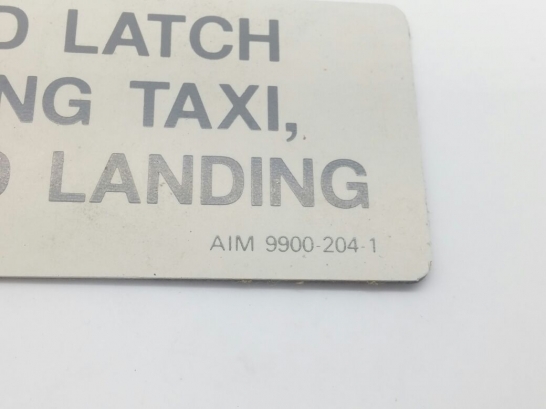 D LATCH
NG TAXI,
D LANDING
AIM 9900-204-1